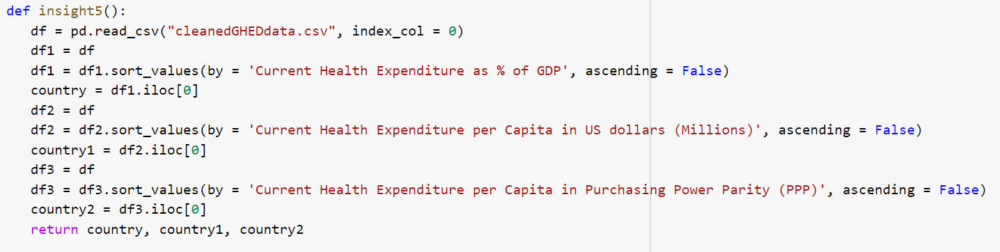 def insight5():
   df = pd.read_csv("cleanedGHEDdata.csv", index_col = 0)
   df1 = df
   df1 = df1.sort_values(by = 'Current Health Expenditure as % of GDP', ascending = False)
   country = df1.iloc[0]
   df2 = df
   df2 = df2.sort_values(by = 'Current Health Expenditure per Capita in US dollars (Millions)', ascending = False)
   country1 = df2.iloc[0]
   df3 = df
   df3 = df3.sort_values(by = 'Current Health Expenditure per Capita in Purchasing Power Parity (PPP)', ascending = False)
   country2 = df3.iloc[0]
   return country, country1, country2